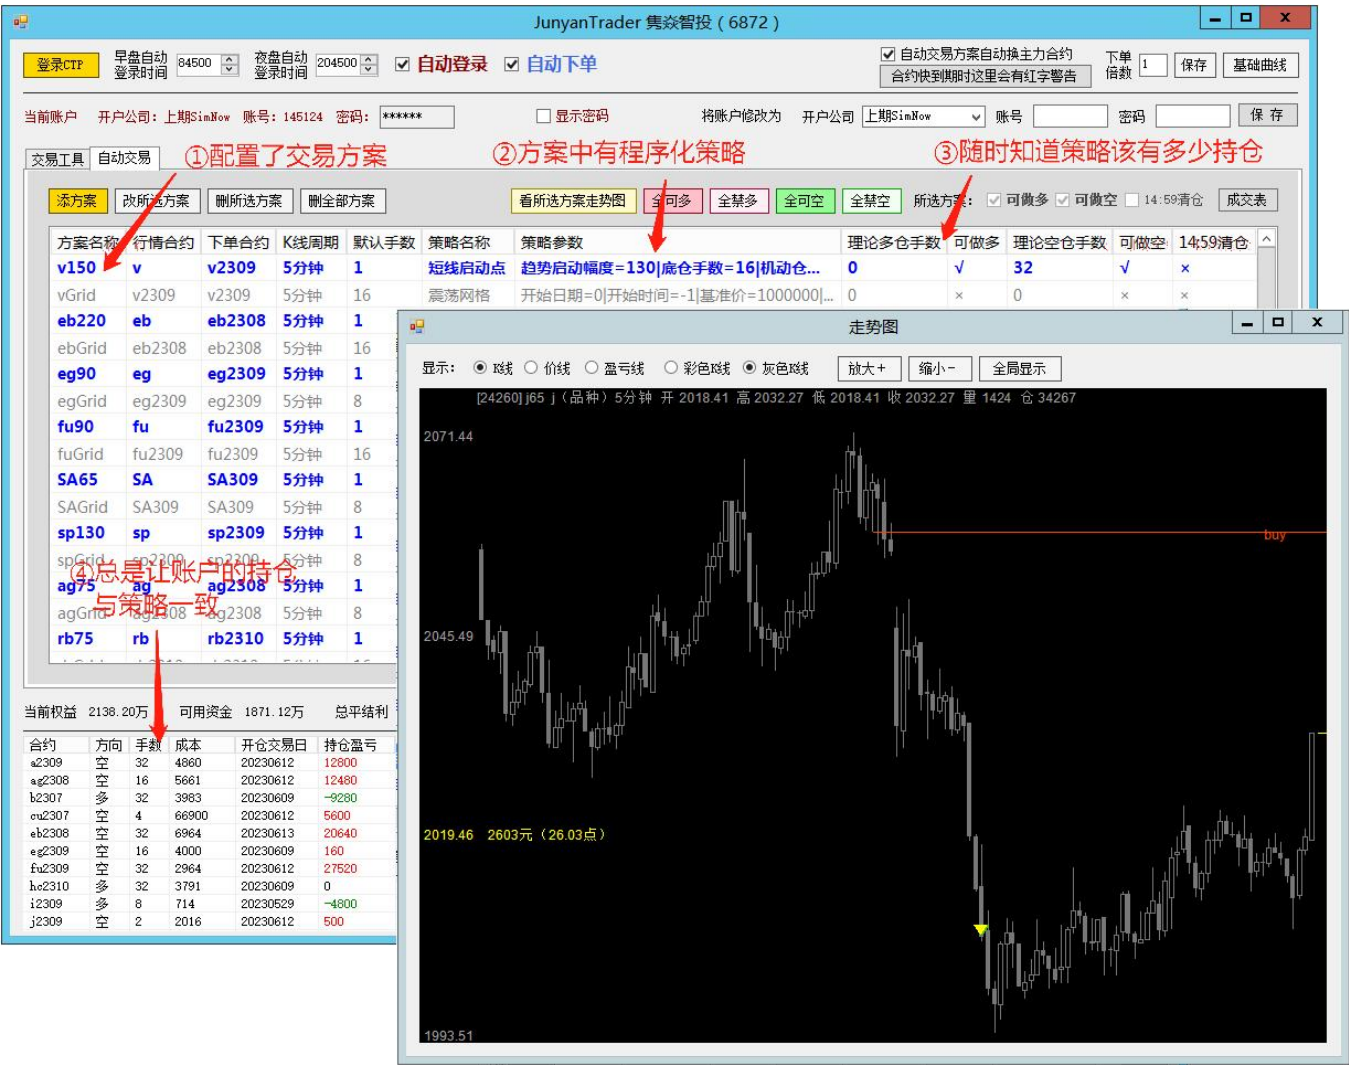 JunyanTrader 隽焱智投 ( 6872 )
登录CTP 早盘自动登录时间 84500 夜盘自动登录时间 204500 自动登录 自动下单 自动交易方案自动换主力合约 合约快到期时这里会有红字警告 下单倍数 1 保存 基础曲线
当前账户 开户公司: 上期SimNow 账号: 145124 密码: ****** 显示密码 将账户修改为 开户公司 上期SimNow 账号 密码 保 存
交易工具 自动交易 ①配置了交易方案 ②方案中有程序化策略 ③随时知道策略该有多少持仓
添方案 改所选方案 删所选方案 删全部方案 看所选方案走势图 全可多 全禁多 全可空 全禁空 所选方案: 可做多 可做空 14:59清仓 成交表
方案名称 行情合约 下单合约 K线周期 默认手数 策略名称 策略参数 理论多仓手数 可做多 理论空仓手数 可做空 14;59清仓
v150 v v2309 5分钟 1 短线启动点 趋势启动幅度=130|底仓手数=16|机动仓... 0 √ 32 √ ×
vGrid v2309 v2309 5分钟 16 震荡网格 开始日期=0|开始时间=-1|基准价=1000000|... 0 × 0 × ×
eb220 eb eb2308 5分钟 1
ebGrid eb2308 eb2308 5分钟 16
eg90 eg eg2309 5分钟 1
egGrid eg2309 eg2309 5分钟 8
fu90 fu fu2309 5分钟 1
fuGrid fu2309 fu2309 5分钟 16
SA65 SA SA309 5分钟 1
SAGrid SA309 SA309 5分钟 8
sp130 sp sp2309 5分钟 1
spGrid sp2309 sp2309 5分钟 8
④总是让账户的持仓
ag75 ag ag2308 5分钟 1
与策略一致
agGrid ag2308 ag2308 5分钟 8
rb75 rb rb2310 5分钟 1
当前权益 2138.20万 可用资金 1871.12万 总平结利
合约 方向 手数 成本 开仓交易日 持仓盈亏
a2309 空 32 4860 20230612 12800
ag2308 空 16 5661 20230612 12480
b2307 多 32 3983 20230609 -9280
cu2307 空 4 66900 20230612 5600
eb2308 空 32 6964 20230613 20640
eg2309 空 16 4000 20230609 160
fu2309 空 32 2964 20230612 27520
hc2310 多 32 3791 20230609 0
i2309 多 8 714 20230529 -4800
j2309 空 2 2016 20230612 500
走势图
显示: K线 价线 盈亏线 彩色K线 灰色K线 放大+ 缩小- 全局显示
[24260] j65 j（品种）5分钟 开 2018.41 高 2032.27 低 2018.41 收 2032.27 量 1424 仓 34267
2071.44
buy
2045.49
2019.46 2603元（26.03点）
1993.51